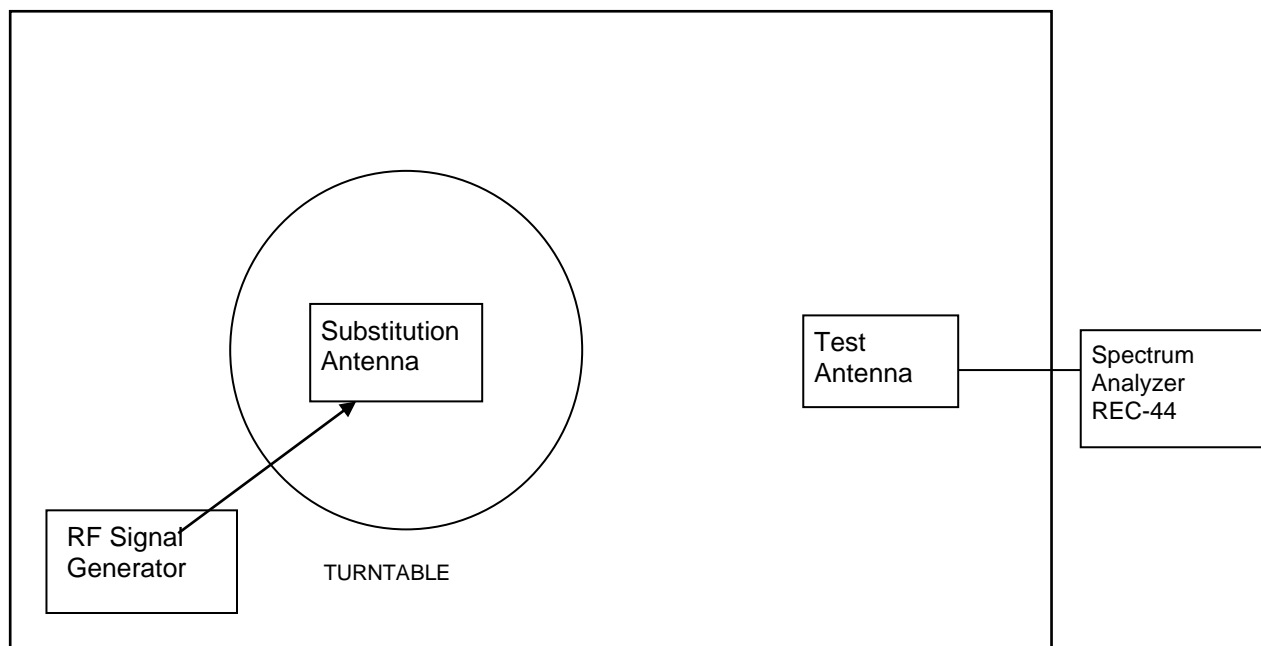 Substitution
Antenna
Test
Antenna
Spectrum
Analyzer
REC-44
RF Signal
Generator
TURNTABLE